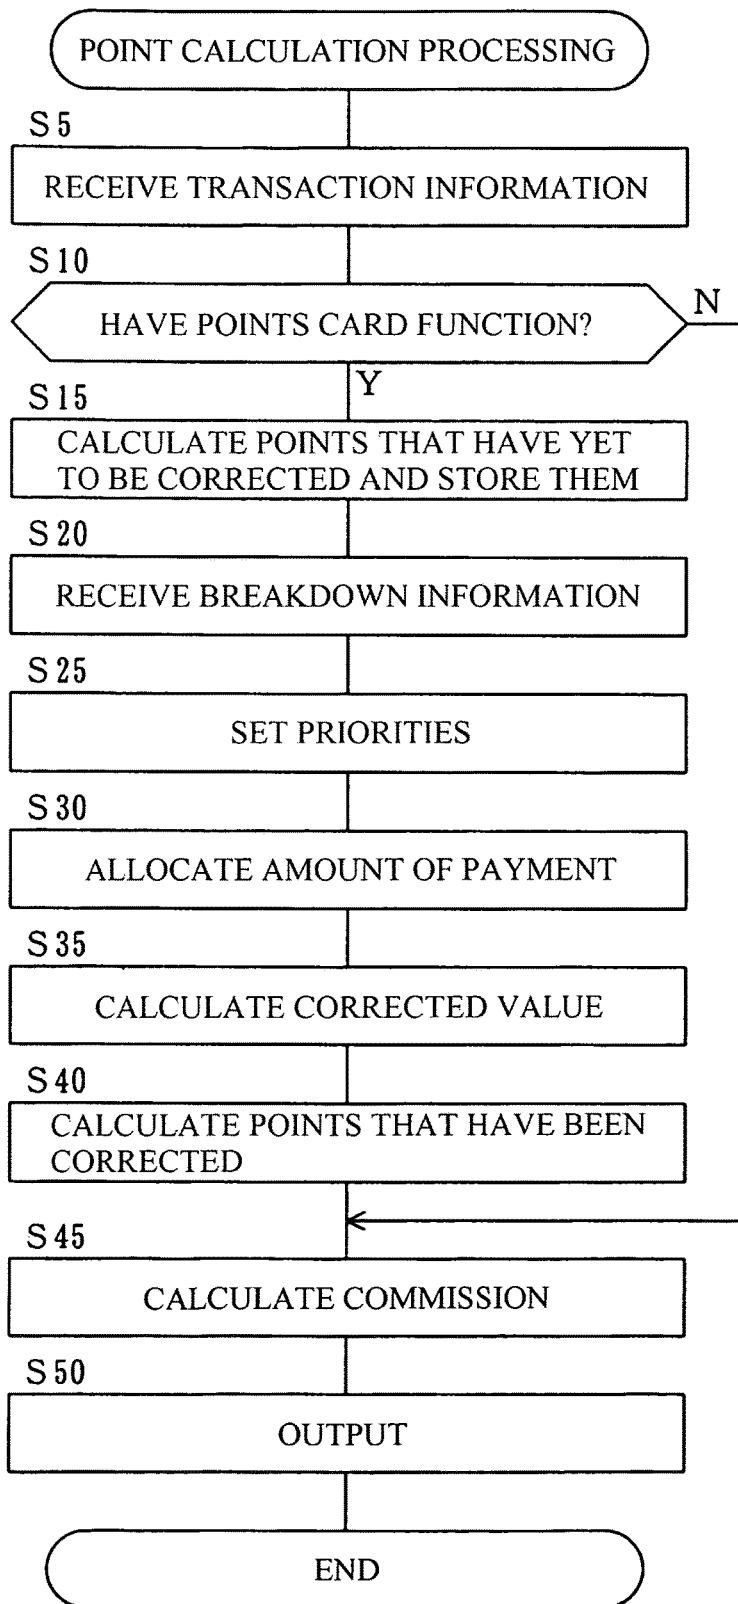 POINT CALCULATION PROCESSING
S5
RECEIVE TRANSACTION INFORMATION
S10
HAVE POINTS CARD FUNCTION?
N
Y
S15
CALCULATE POINTS THAT HAVE YET
TO BE CORRECTED AND STORE THEM
S20
RECEIVE BREAKDOWN INFORMATION
S25
SET PRIORITIES
S30
ALLOCATE AMOUNT OF PAYMENT
S35
CALCULATE CORRECTED VALUE
S40
CALCULATE POINTS THAT HAVE BEEN
CORRECTED
S45
CALCULATE COMMISSION
S50
OUTPUT
END